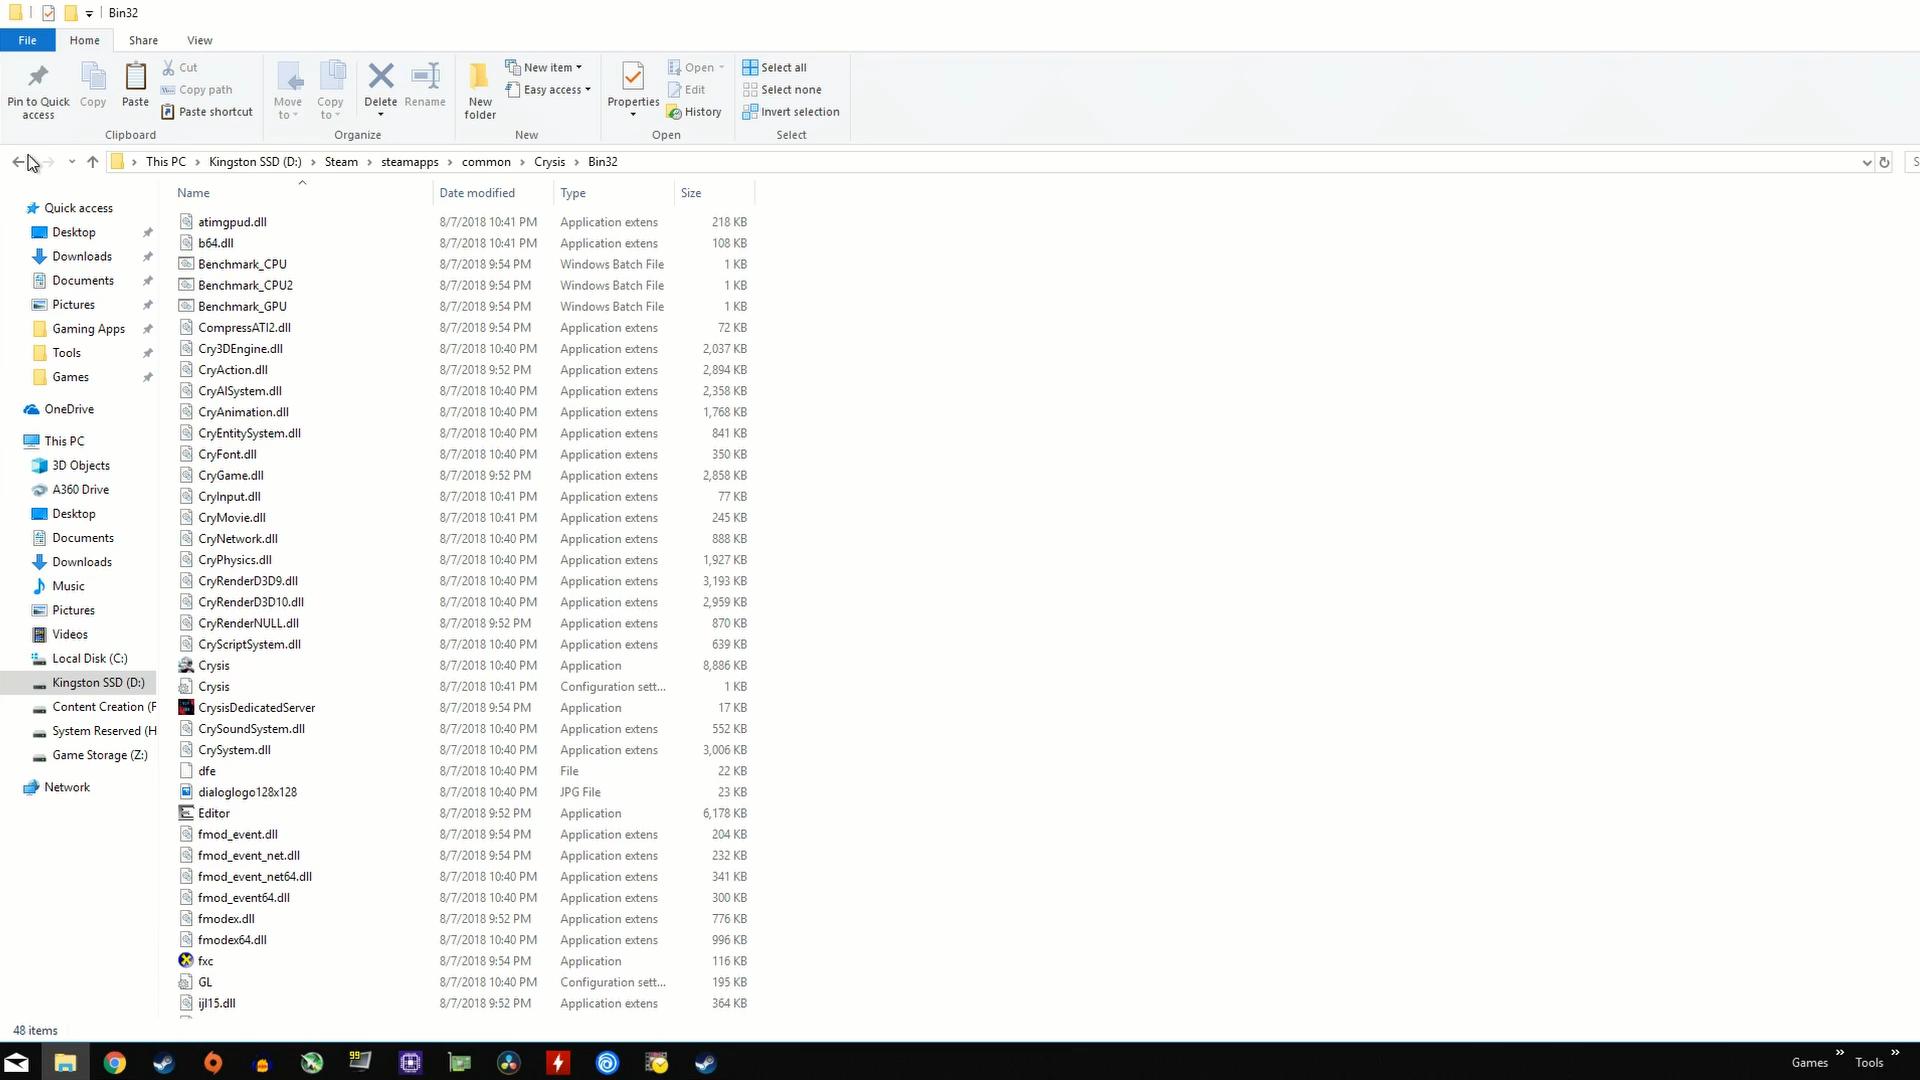 Bin32
File Home Share View
Pin to Quick access
Copy
Paste
Cut
Copy path
Paste shortcut
Clipboard
Move to
Copy to
Delete
Rename
Organize
New folder
New item
Easy access
New
Properties
Open
Edit
History
Open
Select all
Select none
Invert selection
Select
This PC > Kingston SSD (D:) > Steam > steamapps > common > Crysis > Bin32
S
Quick access
Desktop
Downloads
Documents
Pictures
Gaming Apps
Tools
Games
OneDrive
This PC
3D Objects
A360 Drive
Desktop
Documents
Downloads
Music
Pictures
Videos
Local Disk (C:)
Kingston SSD (D:)
Content Creation (F
System Reserved (H
Game Storage (Z:)
Network
Name Date modified Type Size
atimgpud.dll 8/7/2018 10:41 PM Application extens 218 KB
b64.dll 8/7/2018 10:41 PM Application extens 108 KB
Benchmark_CPU 8/7/2018 9:54 PM Windows Batch File 1 KB
Benchmark_CPU2 8/7/2018 9:54 PM Windows Batch File 1 KB
Benchmark_GPU 8/7/2018 9:54 PM Windows Batch File 1 KB
CompressATI2.dll 8/7/2018 9:54 PM Application extens 72 KB
Cry3DEngine.dll 8/7/2018 10:40 PM Application extens 2,037 KB
CryAction.dll 8/7/2018 9:52 PM Application extens 2,894 KB
CryAISystem.dll 8/7/2018 10:40 PM Application extens 2,358 KB
CryAnimation.dll 8/7/2018 10:40 PM Application extens 1,768 KB
CryEntitySystem.dll 8/7/2018 10:40 PM Application extens 841 KB
CryFont.dll 8/7/2018 10:40 PM Application extens 350 KB
CryGame.dll 8/7/2018 9:52 PM Application extens 2,858 KB
CryInput.dll 8/7/2018 10:41 PM Application extens 77 KB
CryMovie.dll 8/7/2018 10:41 PM Application extens 245 KB
CryNetwork.dll 8/7/2018 10:40 PM Application extens 888 KB
CryPhysics.dll 8/7/2018 10:40 PM Application extens 1,927 KB
CryRenderD3D9.dll 8/7/2018 10:40 PM Application extens 3,193 KB
CryRenderD3D10.dll 8/7/2018 10:40 PM Application extens 2,959 KB
CryRenderNULL.dll 8/7/2018 9:52 PM Application extens 870 KB
CryScriptSystem.dll 8/7/2018 10:40 PM Application extens 639 KB
Crysis 8/7/2018 10:40 PM Application 8,886 KB
Crysis 8/7/2018 10:41 PM Configuration sett... 1 KB
CrysisDedicatedServer 8/7/2018 9:54 PM Application 17 KB
CrySoundSystem.dll 8/7/2018 10:40 PM Application extens 552 KB
CrySystem.dll 8/7/2018 10:40 PM Application extens 3,006 KB
dfe 8/7/2018 10:40 PM File 22 KB
dialoglogo128x128 8/7/2018 10:40 PM JPG File 23 KB
Editor 8/7/2018 9:52 PM Application 6,178 KB
fmod_event.dll 8/7/2018 9:54 PM Application extens 204 KB
fmod_event_net.dll 8/7/2018 9:54 PM Application extens 232 KB
fmod_event_net64.dll 8/7/2018 10:40 PM Application extens 341 KB
fmod_event64.dll 8/7/2018 10:40 PM Application extens 300 KB
fmodex.dll 8/7/2018 9:52 PM Application extens 776 KB
fmodex64.dll 8/7/2018 10:40 PM Application extens 996 KB
fxc 8/7/2018 9:54 PM Application 116 KB
GL 8/7/2018 10:40 PM Configuration sett... 195 KB
ijl15.dll 8/7/2018 9:52 PM Application extens 364 KB
48 items
99
Games » Tools »